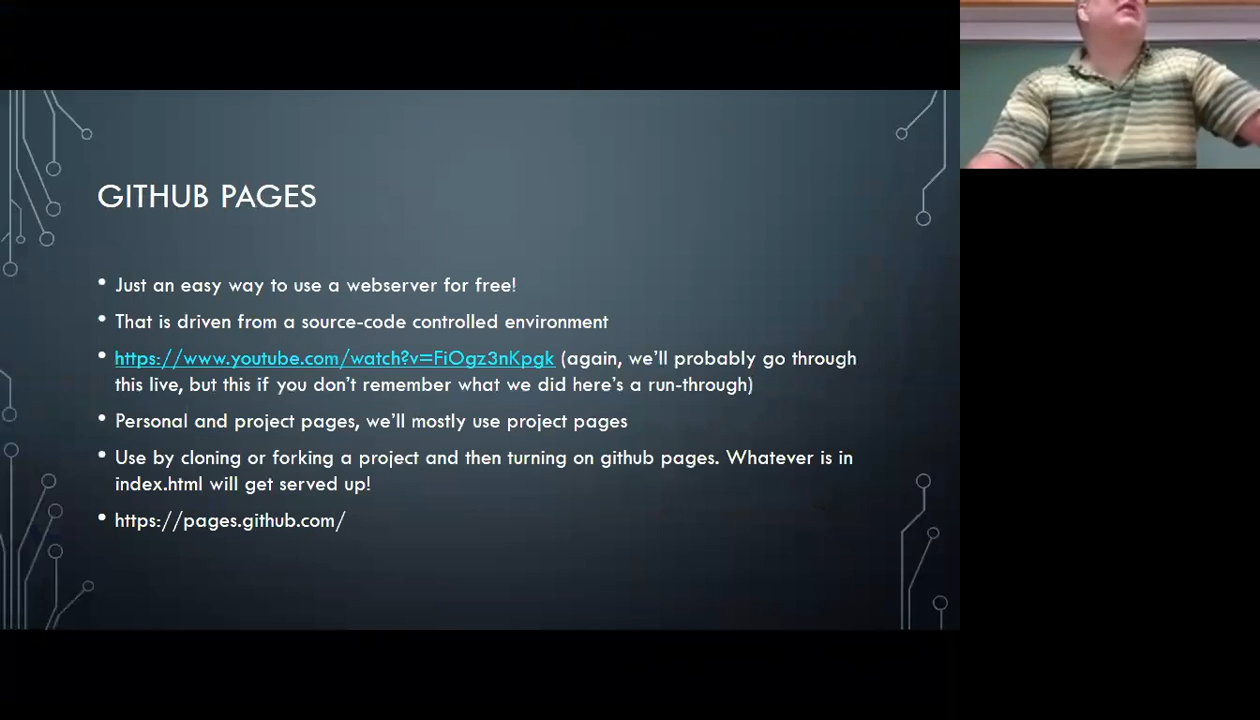 GITHUB PAGES
• Just an easy way to use a webserver for free!
• That is driven from a source-code controlled environment
• https://www.youtube.com/watch?v=FiOgz3nKpgk (again, we'll probably go through
this live, but this if you don't remember what we did here's a run-through)
• Personal and project pages, we'll mostly use project pages
• Use by cloning or forking a project and then turning on github pages. Whatever is in
index.html will get served up!
• https://pages.github.com/